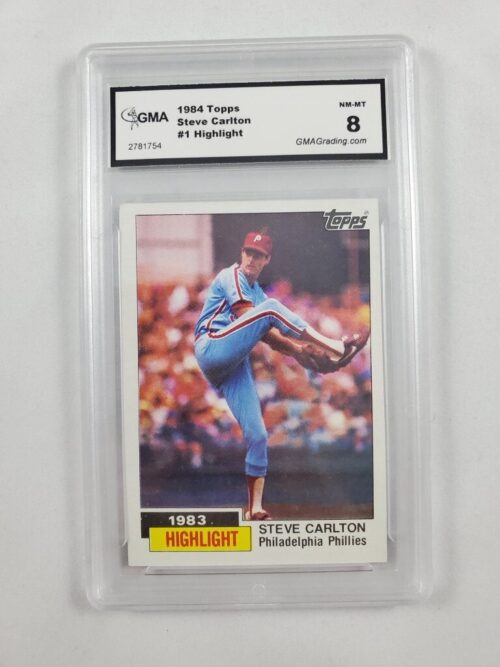 GMA
2781754
1984 Topps
Steve Carlton
#1 Highlight
NM-MT
8
GMAGrading.com
Topps
P
1983
HIGHLIGHT
STEVE CARLTON
Philadelphia Phillies